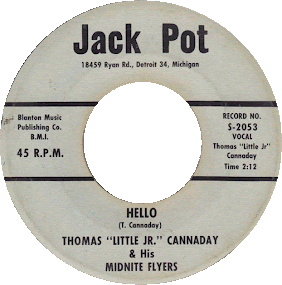 Jack Pot
18459 Ryan Rd., Detroit 34, Michigan
Blenton Music
Publishing Co.
B.M.I.
45 R.P.M.
RECORD NO.
S-2053
VOCAL
Thomas "Little Jr"
Cannaday
Time 2:12
HELLO
(T. Cannaday)
THOMAS "LITTLE JR." CANNADAY
& His
MIDNITE FLYERS